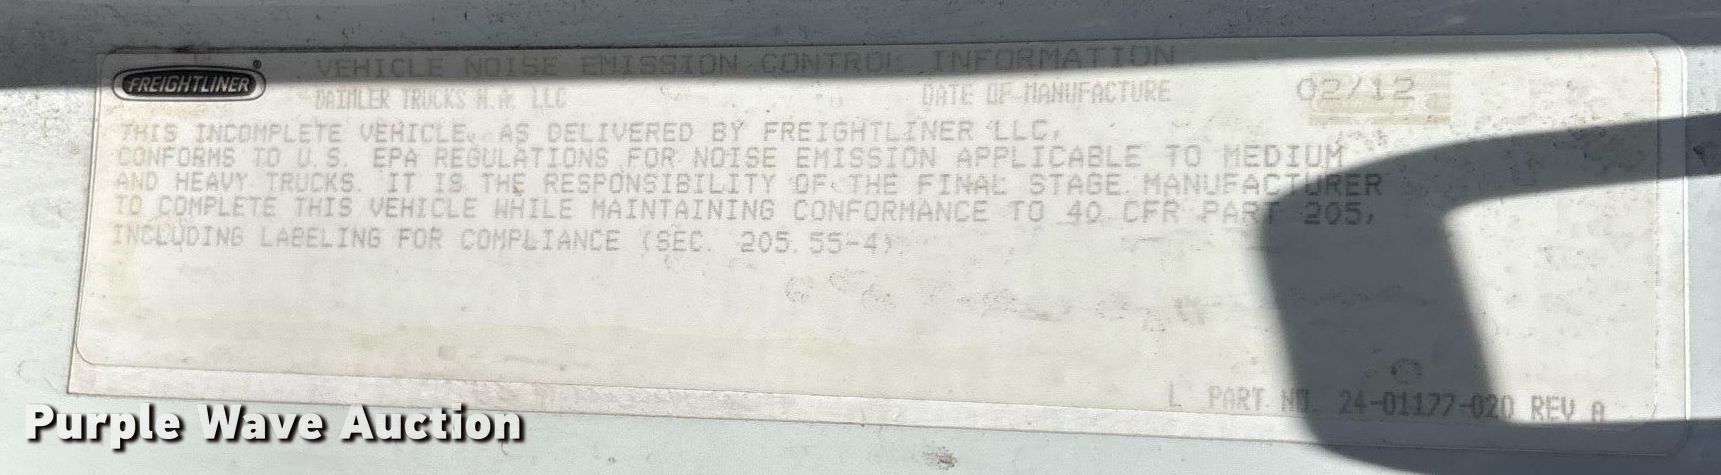 FREIGHTLINER®
VEHICLE NOISE EMISSION CONTROL INFORMATION
DAIMLER TRUCKS N.A. LLC DATE OF MANUFACTURE 02/12
THIS INCOMPLETE VEHICLE, AS DELIVERED BY FREIGHTLINER LLC,
CONFORMS TO U.S. EPA REGULATIONS FOR NOISE EMISSION APPLICABLE TO MEDIUM
AND HEAVY TRUCKS. IT IS THE RESPONSIBILITY OF THE FINAL STAGE MANUFACTURER
TO COMPLETE THIS VEHICLE WHILE MAINTAINING CONFORMANCE TO 40 CFR PART 205,
INCLUDING LABELING FOR COMPLIANCE (SEC. 205.55-4)
L PART NO. 24-01177-020 REV A
Purple Wave Auction